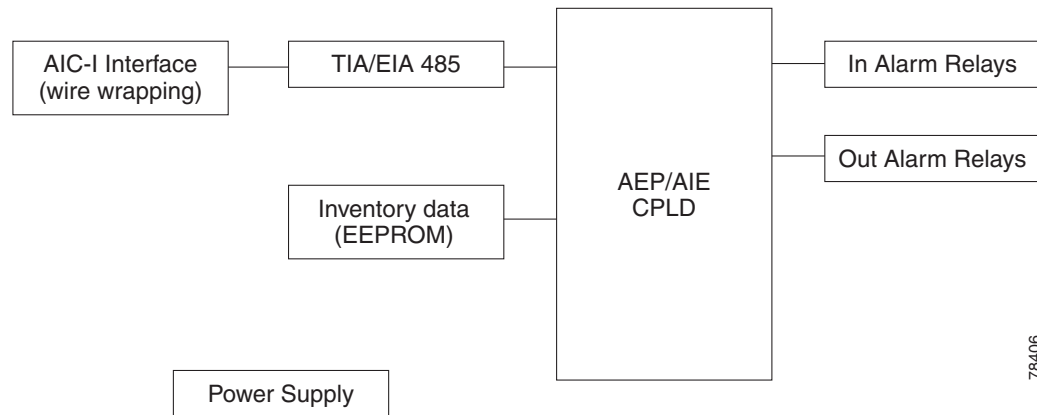 AIC-I Interface
(wire wrapping)
TIA/EIA 485
In Alarm Relays
Out Alarm Relays
AEP/AIE
CPLD
Inventory data
(EEPROM)
Power Supply
78406